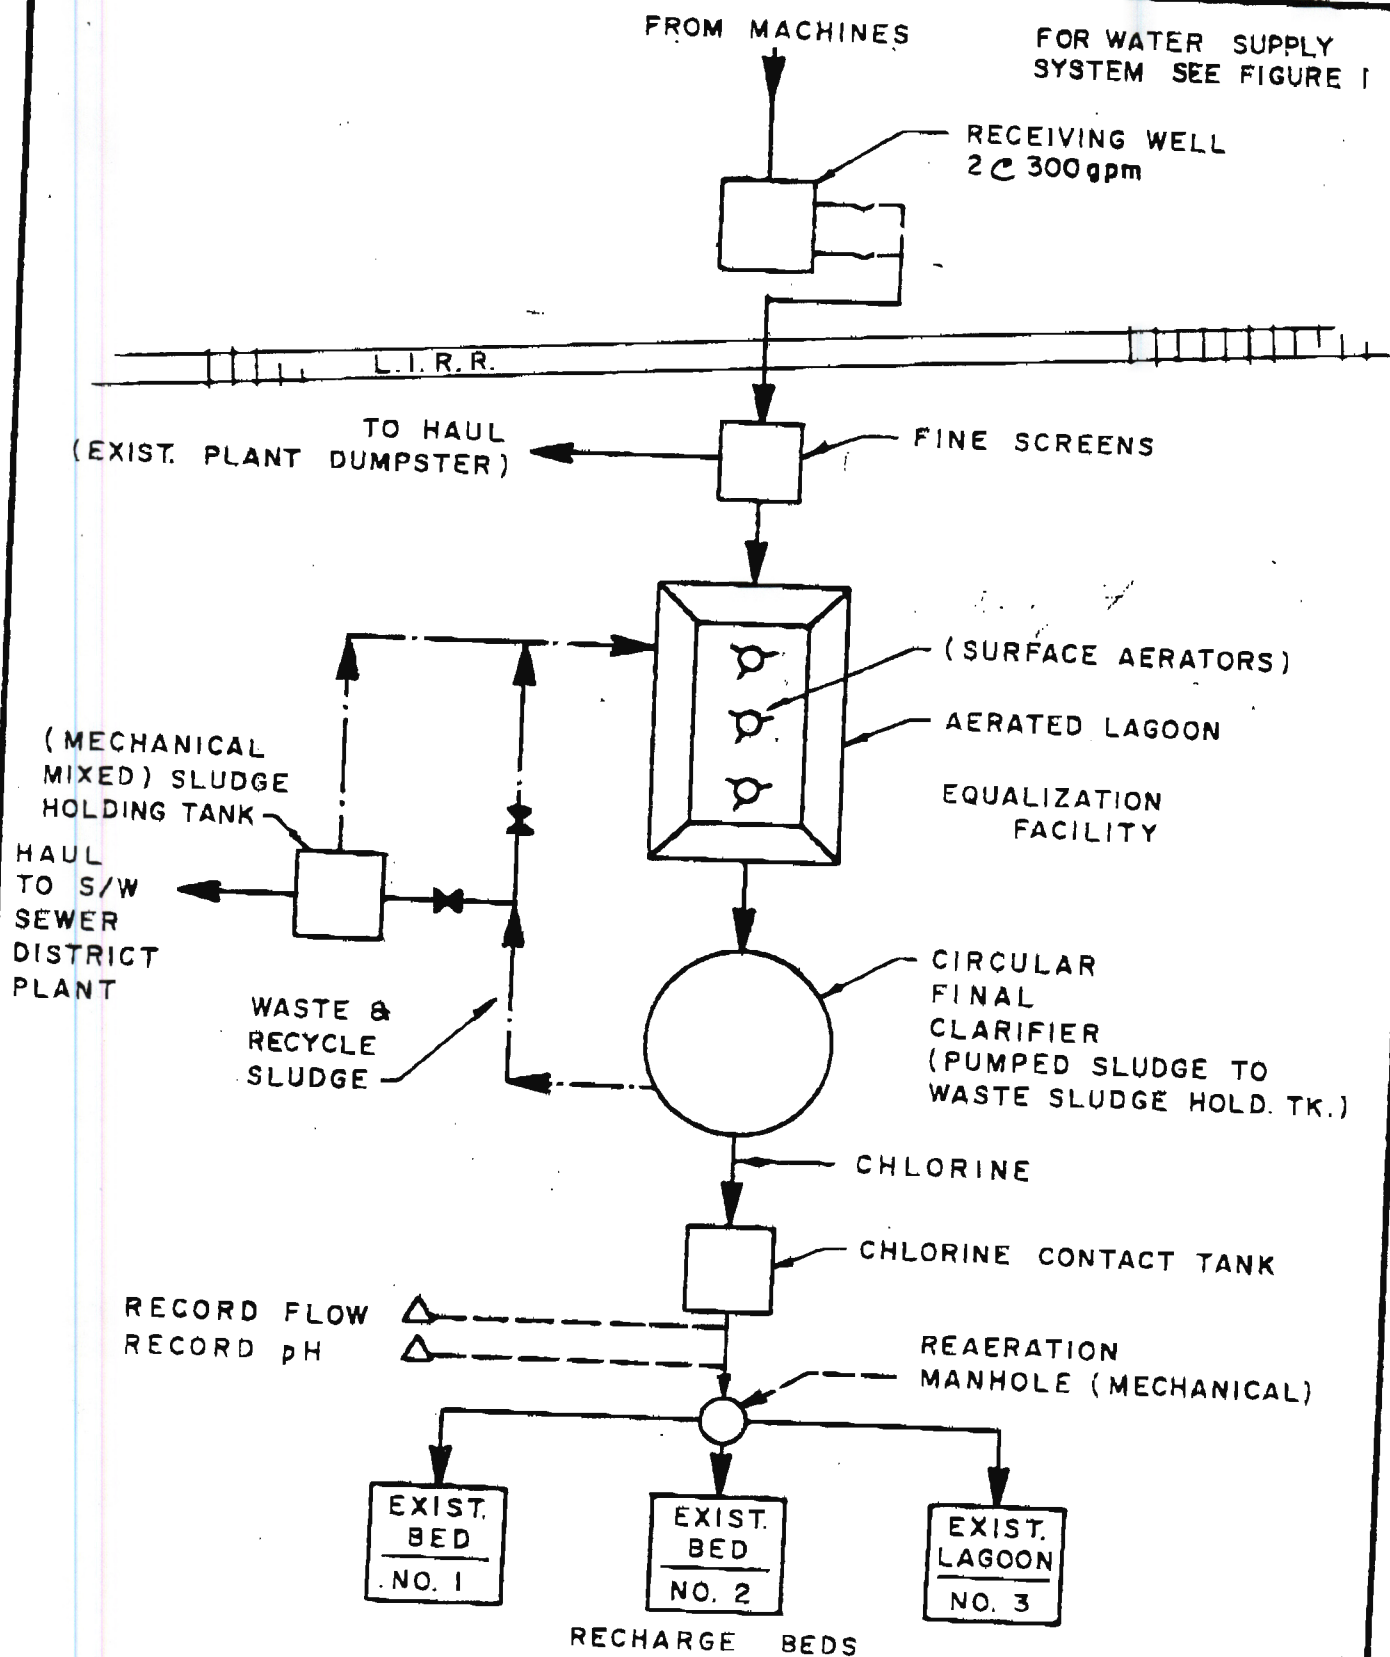 FROM MACHINES
FOR WATER SUPPLY
SYSTEM SEE FIGURE 1
RECEIVING WELL
2 @ 300 gpm
L.I.R.R.
TO HAUL
(EXIST. PLANT DUMPSTER)
FINE SCREENS
(SURFACE AERATORS)
AERATED LAGOON
EQUALIZATION
FACILITY
(MECHANICAL
MIXED) SLUDGE
HOLDING TANK
HAUL
TO S/W
SEWER
DISTRICT
PLANT
WASTE &
RECYCLE
SLUDGE
CIRCULAR
FINAL
CLARIFIER
(PUMPED SLUDGE TO
WASTE SLUDGE HOLD. TK.)
CHLORINE
CHLORINE CONTACT TANK
RECORD FLOW
RECORD pH
REAERATION
MANHOLE (MECHANICAL)
EXIST.
BED
NO. 1
EXIST.
BED
NO. 2
EXIST.
LAGOON
NO. 3
RECHARGE BEDS